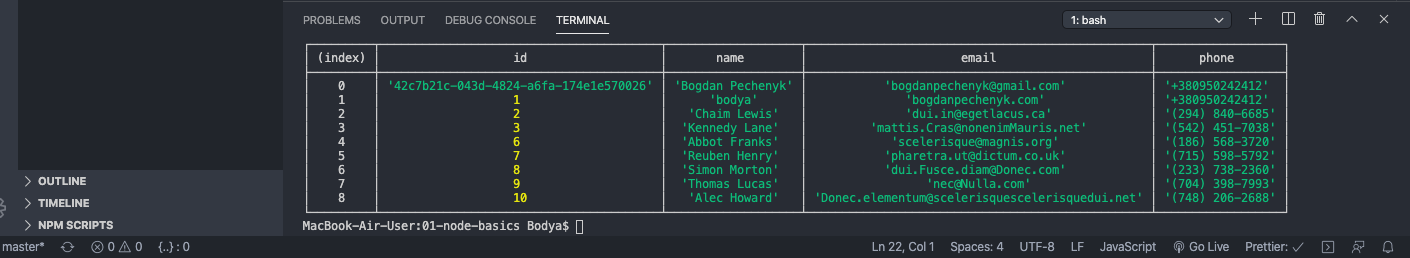 PROBLEMS OUTPUT DEBUG CONSOLE TERMINAL 1: bash
(index) id name email phone
0 '42c7b21c-043d-4824-a6fa-174e1e570026' 'Bogdan Pechenyk' 'bogdanpechenyk@gmail.com' '+380950242412'
1 1 'bodya' 'bogdanpechenyk.com' '+380950242412'
2 2 'Chaim Lewis' 'dui.in@egetlacus.ca' '(294) 840-6685'
3 3 'Kennedy Lane' 'mattis.Cras@nonenimMauris.net' '(542) 451-7038'
4 6 'Abbot Franks' 'scelerisque@magnis.org' '(186) 568-3720'
5 7 'Reuben Henry' 'pharetra.ut@dictum.co.uk' '(715) 598-5792'
6 8 'Simon Morton' 'dui.Fusce.diam@Donec.com' '(233) 738-2360'
7 9 'Thomas Lucas' 'nec@Nulla.com' '(704) 398-7993'
8 10 'Alec Howard' 'Donec.elementum@scelerisquescelerisquedui.net' '(748) 206-2688'
OUTLINE
TIMELINE
NPM SCRIPTS
MacBook-Air-User:01-node-basics Bodya$
master* 0 0 {..} : 0 Ln 22, Col 1 Spaces: 4 UTF-8 LF JavaScript Go Live Prettier: ✓